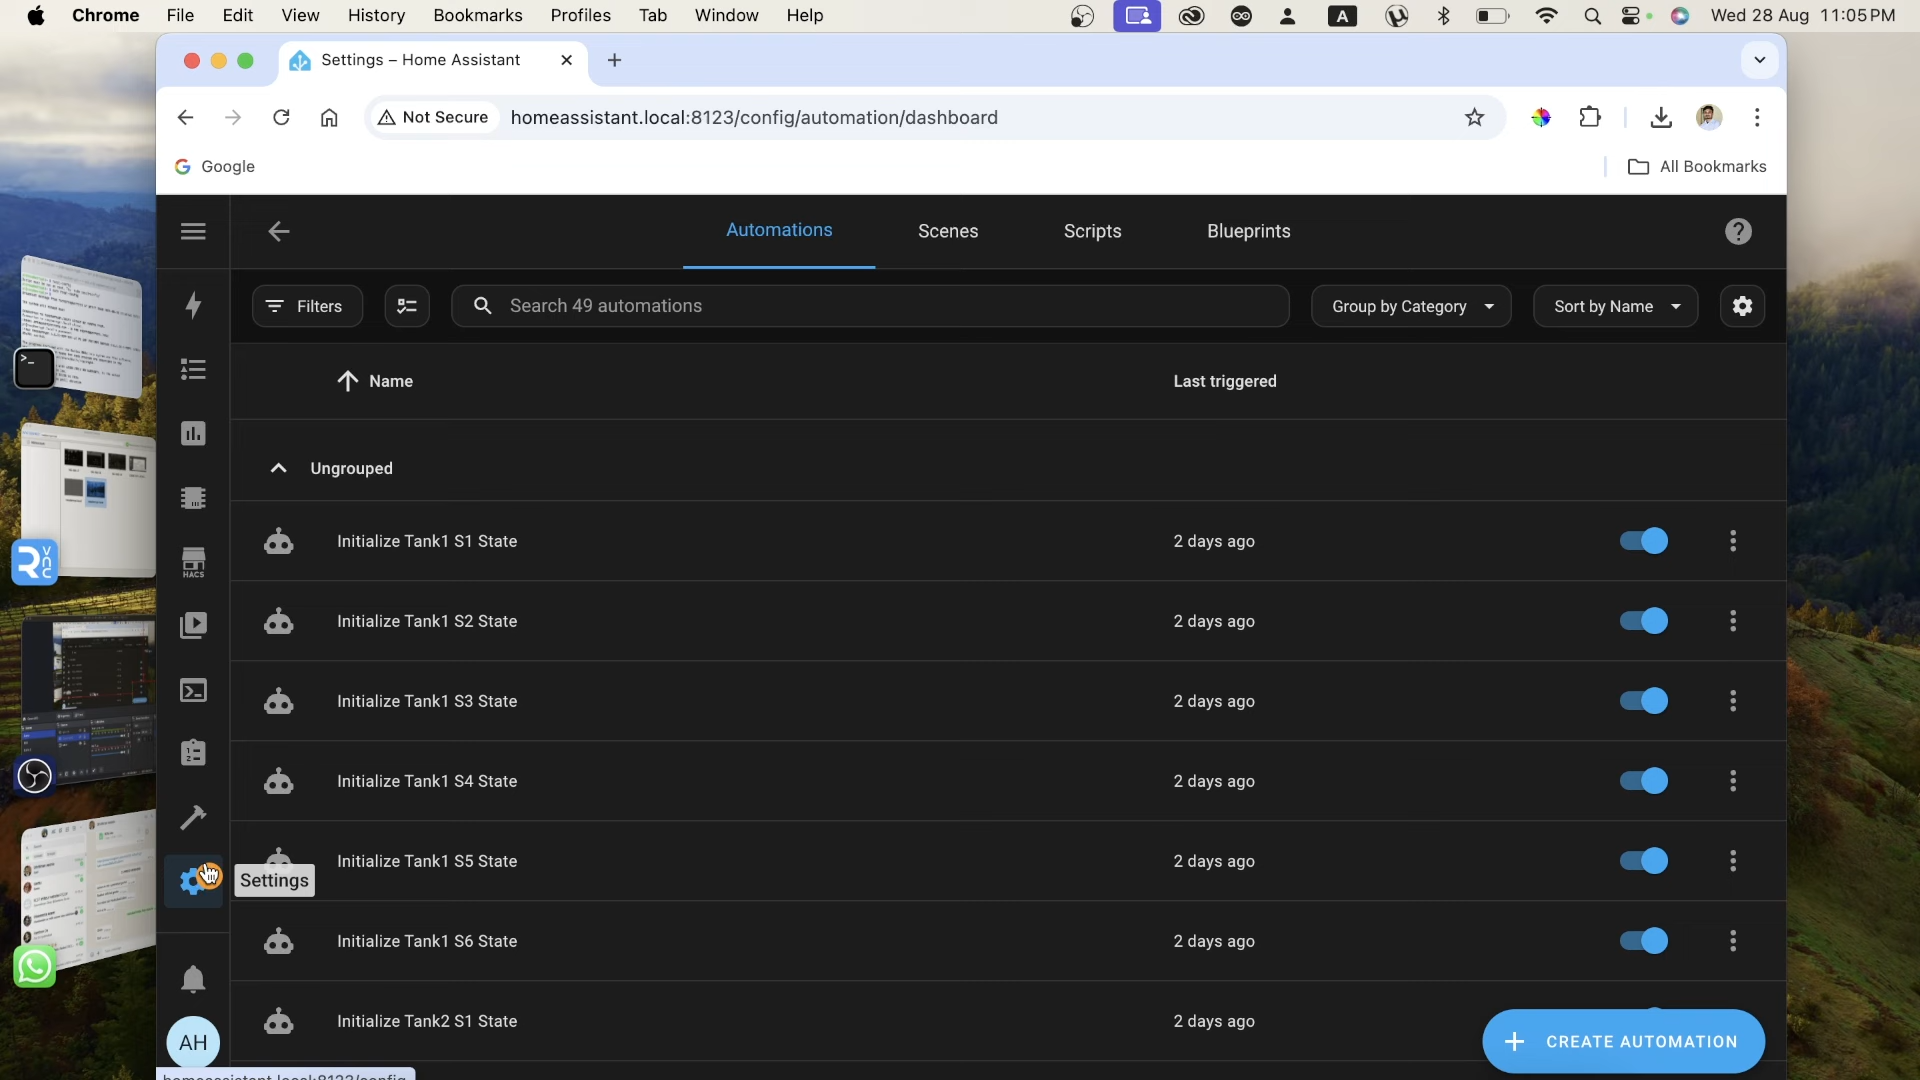 Chrome File Edit View History Bookmarks Profiles Tab Window Help A Wed 28 Aug 11:05 PM
Settings – Home Assistant
Not Secure homeassistant.local:8123/config/automation/dashboard
Google All Bookmarks
Automations Scenes Scripts Blueprints
Filters Search 49 automations Group by Category Sort by Name
Name Last triggered
Ungrouped
Initialize Tank1 S1 State 2 days ago
HACS
Initialize Tank1 S2 State 2 days ago
Initialize Tank1 S3 State 2 days ago
Initialize Tank1 S4 State 2 days ago
Initialize Tank1 S5 State 2 days ago
Settings
Initialize Tank1 S6 State 2 days ago
Initialize Tank2 S1 State 2 days ago
AH + CREATE AUTOMATION